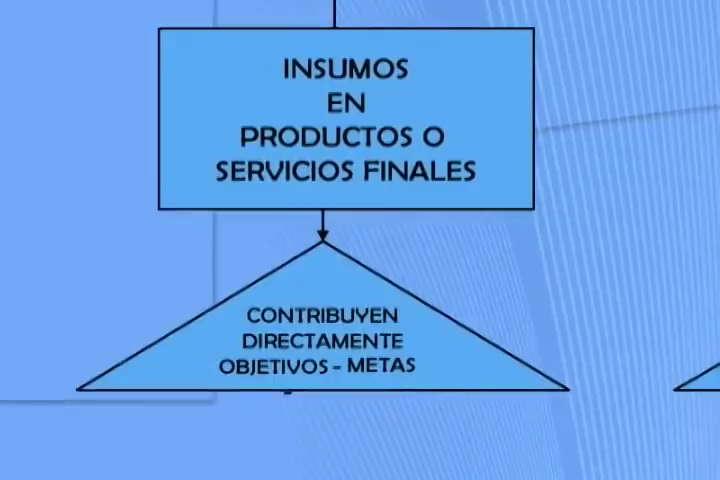 INSUMOS
EN
PRODUCTOS O
SERVICIOS FINALES
CONTRIBUYEN
DIRECTAMENTE
OBJETIVOS - METAS